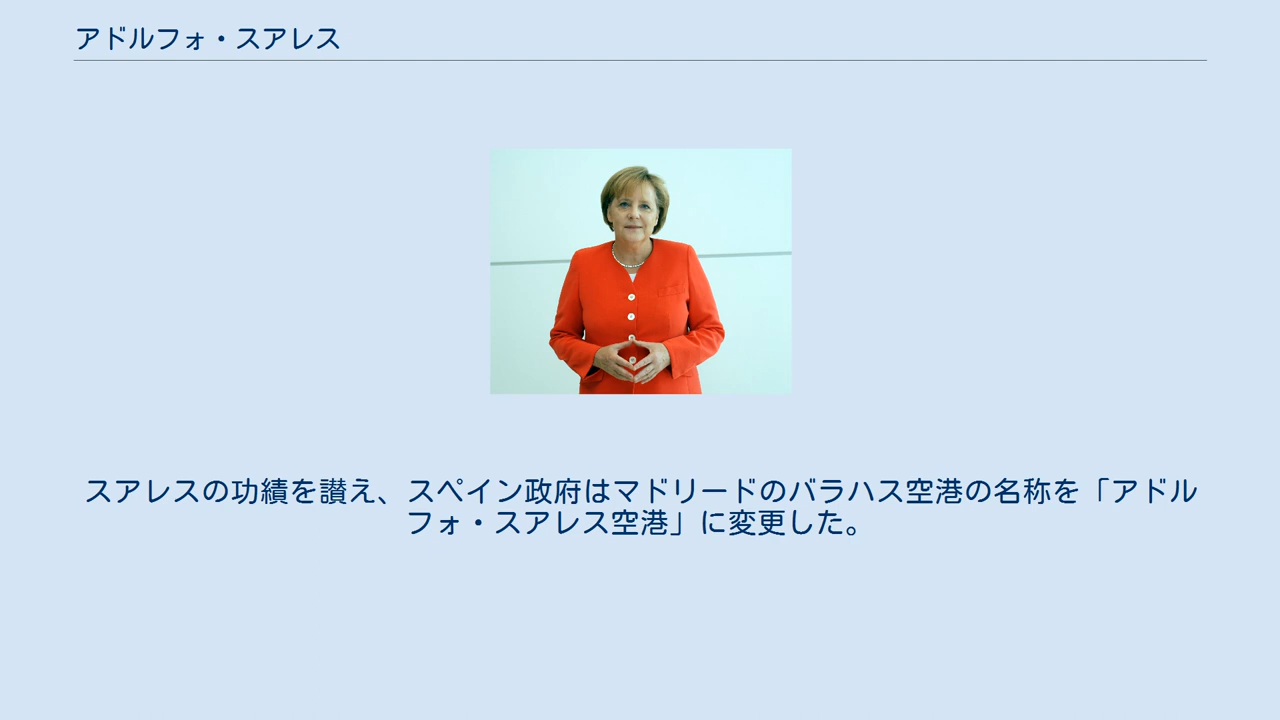 アドルフォ・スアレス
スアレスの功績を讃え、スペイン政府はマドリードのバラハス空港の名称を「アドル
フォ・スアレス空港」に変更した。